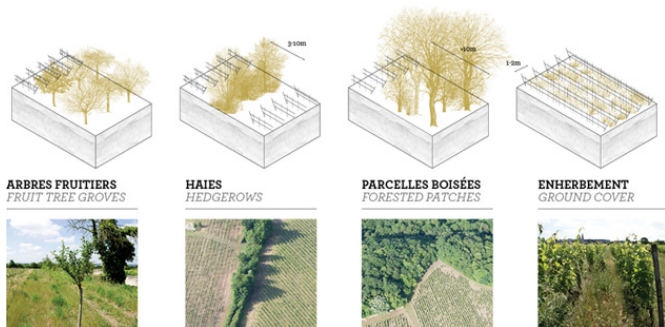 3-10m
>10m
1-2m
ARBRES FRUITIERS
FRUIT TREE GROVES
HAIES
HEDGEROWS
PARCELLES BOISÉES
FORESTED PATCHES
ENHERBEMENT
GROUND COVER